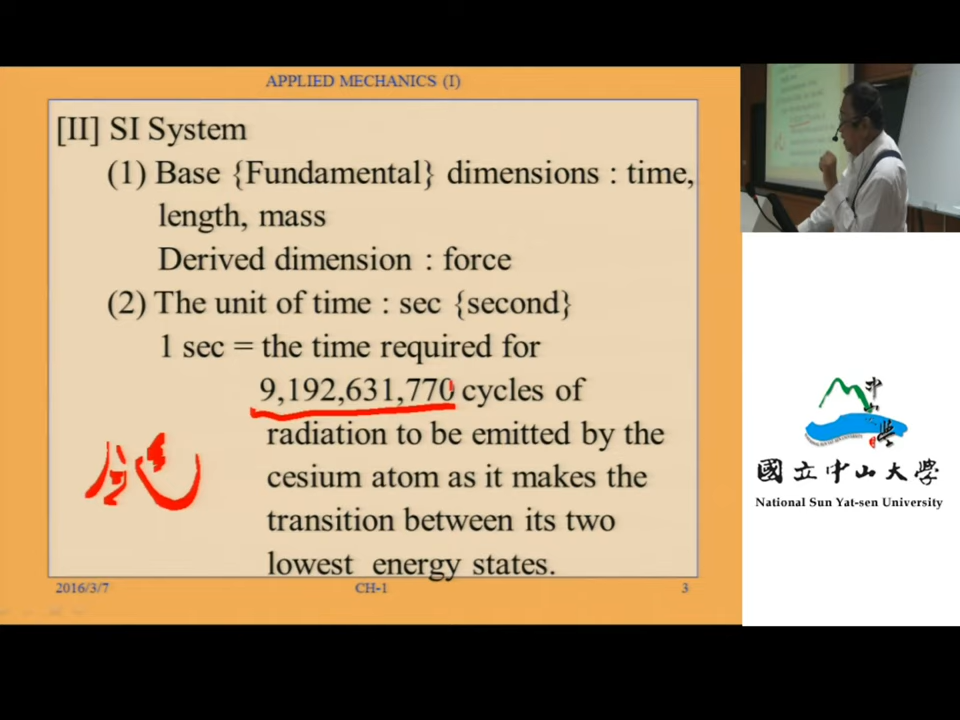 APPLIED MECHANICS (I)
[II] SI System
(1) Base {Fundamental} dimensions : time,
length, mass
Derived dimension : force
(2) The unit of time : sec {second}
1 sec = the time required for
9,192,631,770 cycles of
radiation to be emitted by the
cesium atom as it makes the
transition between its two
lowest energy states.
2016/3/7
CH-1
3
國立中山大學
National Sun Yat-sen University